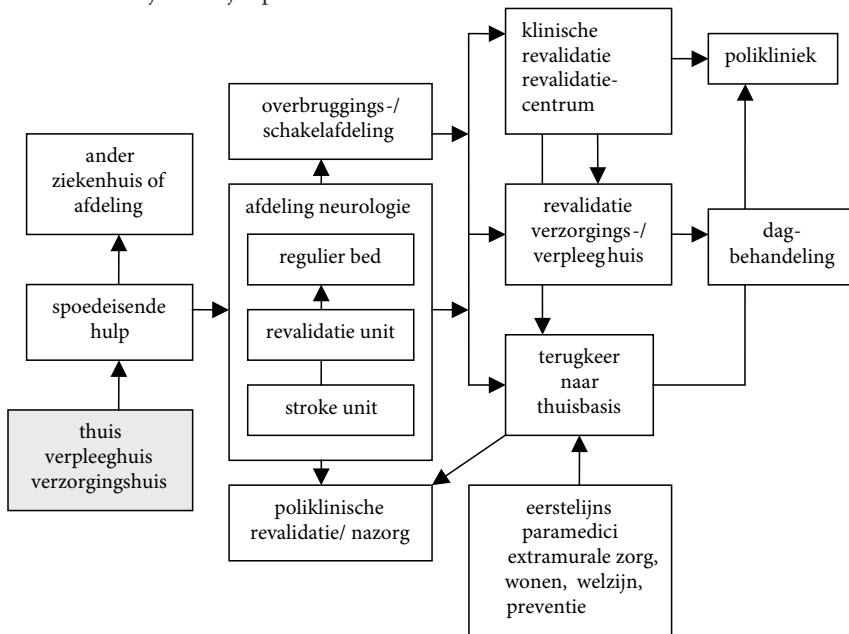 klinische
revalidatie
revalidatie-
centrum
polikliniek
overbruggings-/
schakelafdeling
ander
ziekenhuis of
afdeling
afdeling neurologie
regulier bed
revalidatie unit
stroke unit
revalidatie
verzorgings-/
verpleeghuis
dag-
behandeling
spoedeisende
hulp
terugkeer
naar
thuisbasis
thuis
verpleeghuis
verzorgingshuis
poliklinische
revalidatie/ nazorg
eerstelijns
paramedici
extramurale zorg,
wonen, welzijn,
preventie